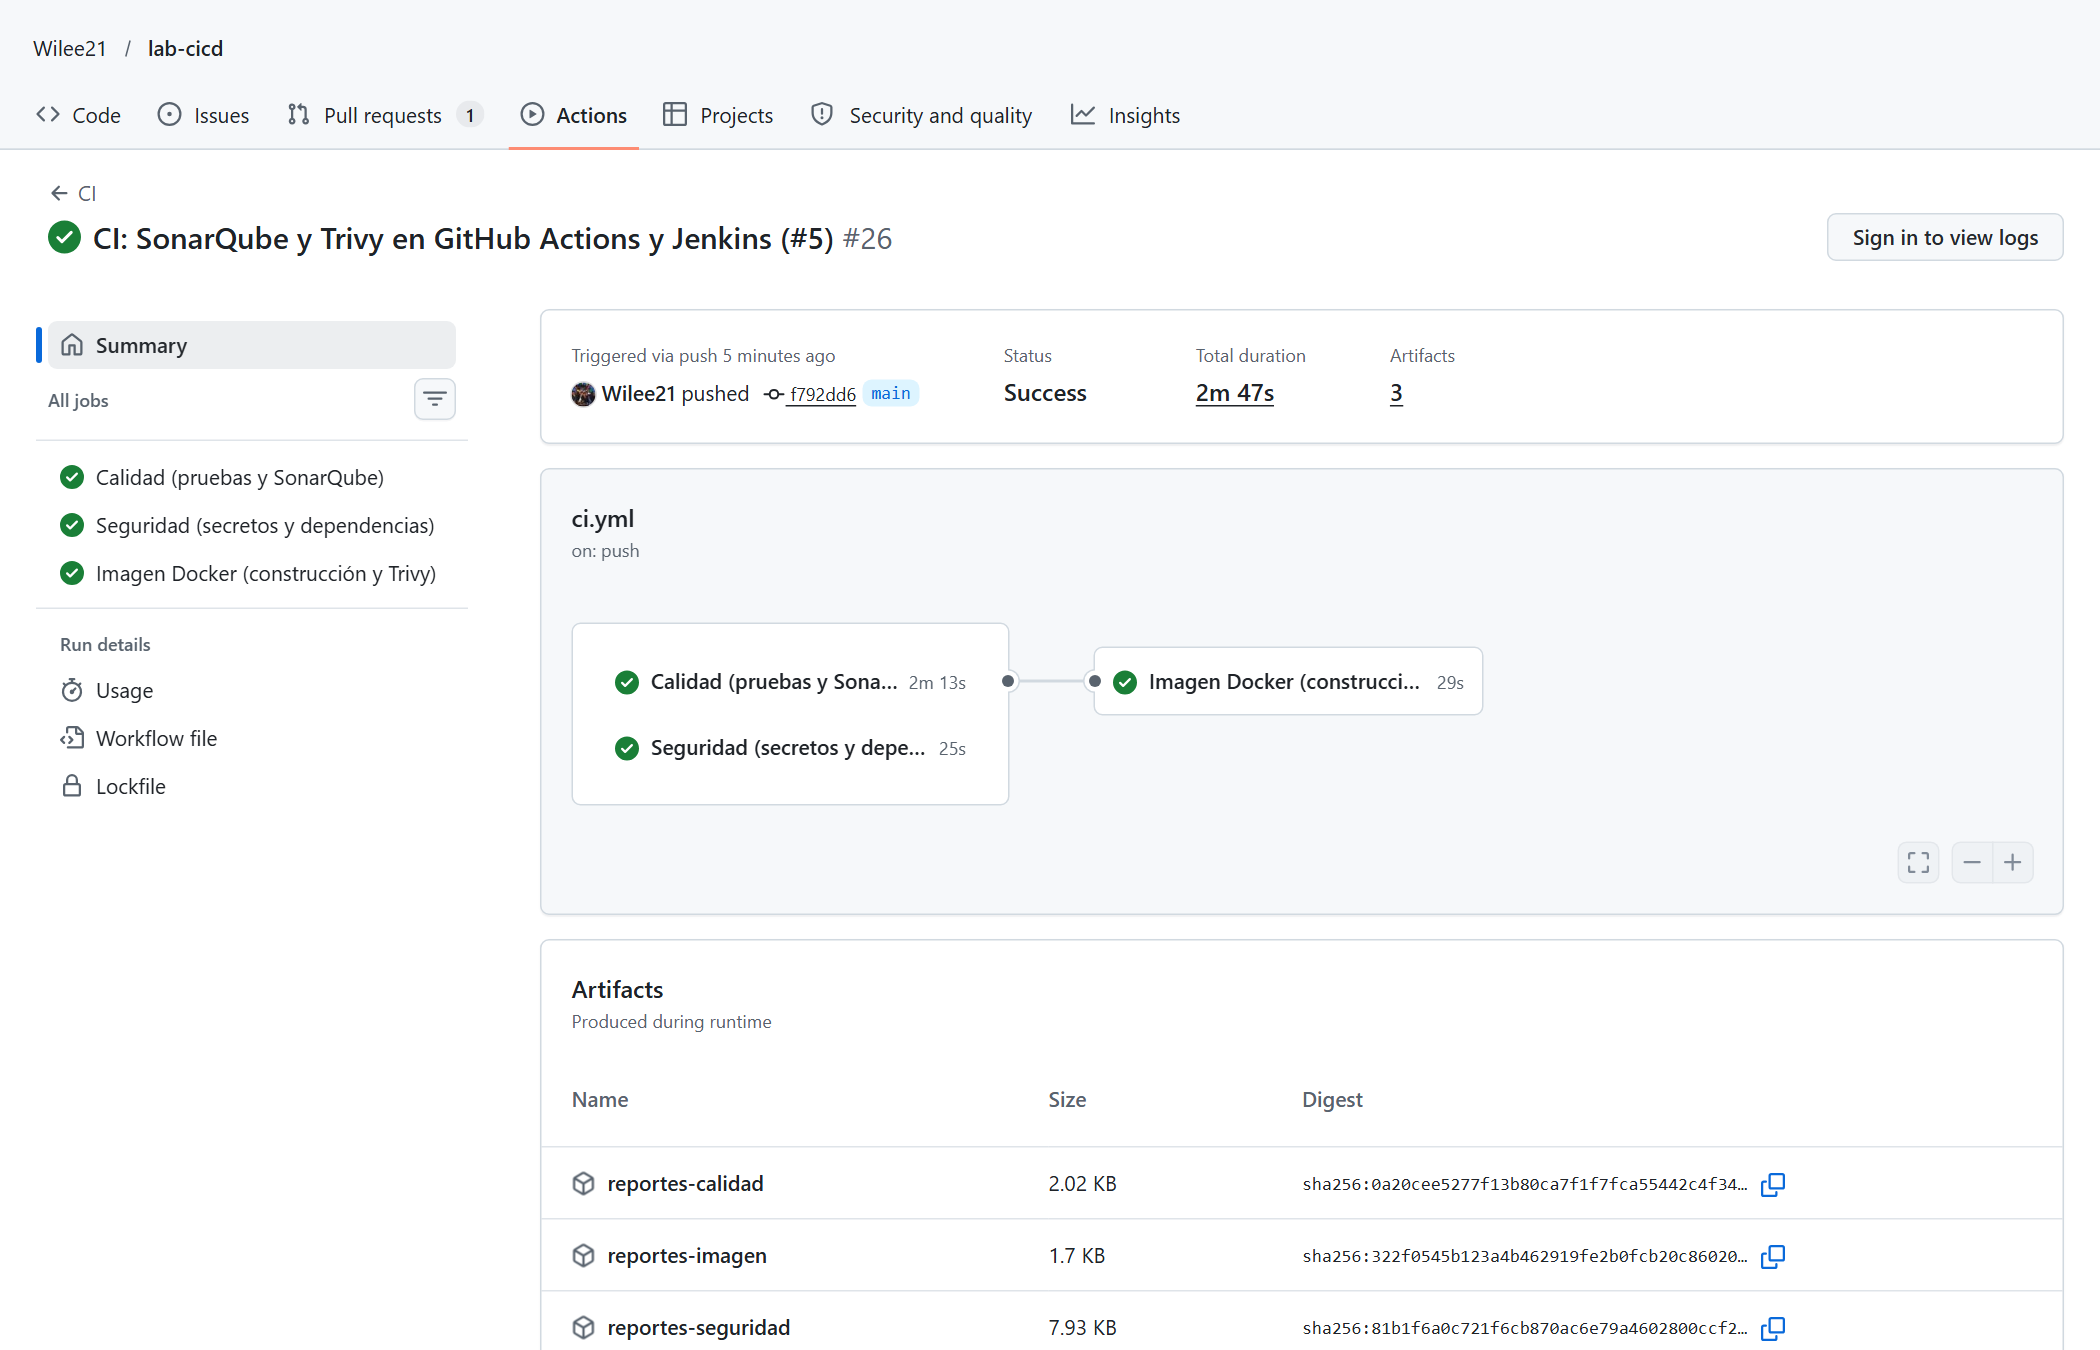 Wilee21 / lab-cicd
Code Issues Pull requests 1 Actions Projects Security and quality Insights
CI
CI: SonarQube y Trivy en GitHub Actions y Jenkins (#5) #26
Sign in to view logs
Summary
All jobs
Calidad (pruebas y SonarQube)
Seguridad (secretos y dependencias)
Imagen Docker (construcción y Trivy)
Run details
Usage
Workflow file
Lockfile
Triggered via push 5 minutes ago
Wilee21 pushed f792dd6 main
Status
Success
Total duration
2m 47s
Artifacts
3
ci.yml
on: push
Calidad (pruebas y Sona... 2m 13s
Seguridad (secretos y depe... 25s
Imagen Docker (construcci... 29s
Artifacts
Produced during runtime
Name Size Digest
reportes-calidad 2.02 KB sha256:0a20cee5277f13b80ca7f1f7fca55442c4f34…
reportes-imagen 1.7 KB sha256:322f0545b123a4b462919fe2b0fcb20c86020…
reportes-seguridad 7.93 KB sha256:81b1f6a0c721f6cb870ac6e79a4602800ccf2…